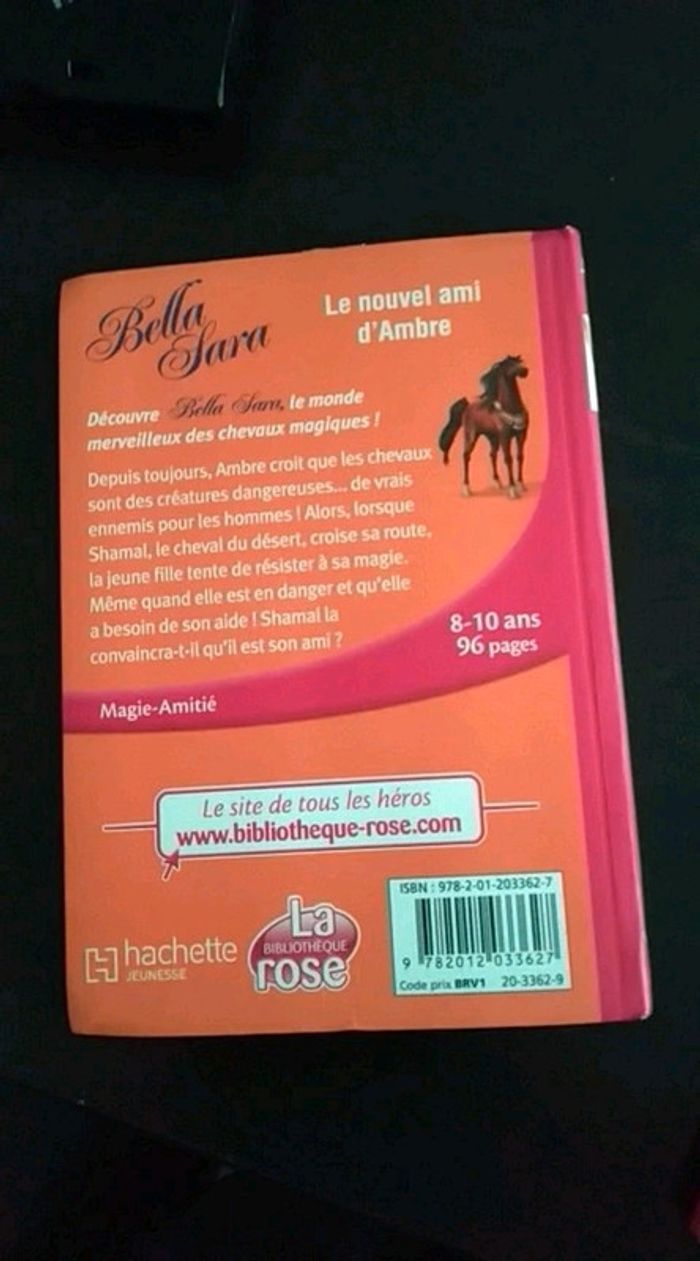 Bella
Sara
Le nouvel ami
d'Ambre
Découvre Bella Sara, le monde
merveilleux des chevaux magiques !
Depuis toujours, Ambre croit que les chevaux
sont des créatures dangereuses... de vrais
ennemis pour les hommes ! Alors, lorsque
Shamal, le cheval du désert, croise sa route,
la jeune fille tente de résister à sa magie.
Même quand elle est en danger et qu'elle
a besoin de son aide ! Shamal la
convaincra-t-il qu'il est son ami ?
8-10 ans
96 pages
Magie-Amitié
Le site de tous les héros
www.bibliotheque-rose.com
hachette
JEUNESSE
La
BIBLIOTHÈQUE
rose
ISBN : 978-2-01-203362-7
9 782012 033627
Code prix BRV1 20-3362-9